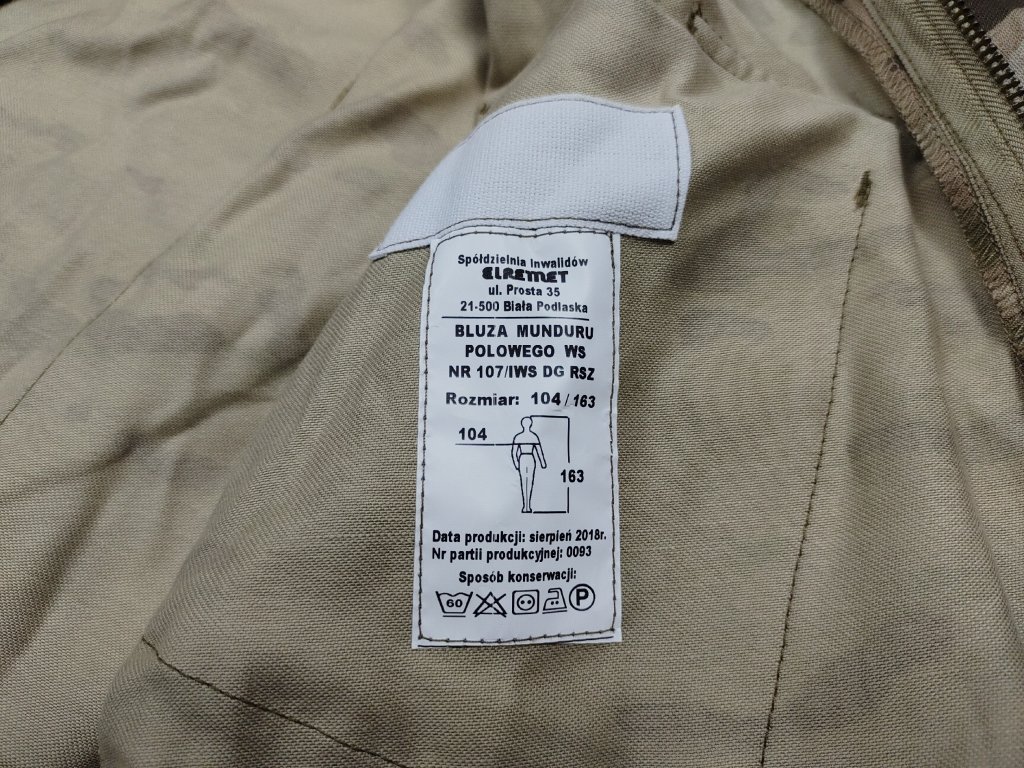 Spółdzielnia Inwalidów
ELREMET
ul. Prosta 35
21-500 Biała Podlaska
BLUZA MUNDURU
POLOWEGO WS
NR 107/IWS DG RSZ
Rozmiar: 104 / 163
104
163
Data produkcji: sierpień 2018r.
Nr partii produkcyjnej: 0093
Sposób konserwacji:
60 P